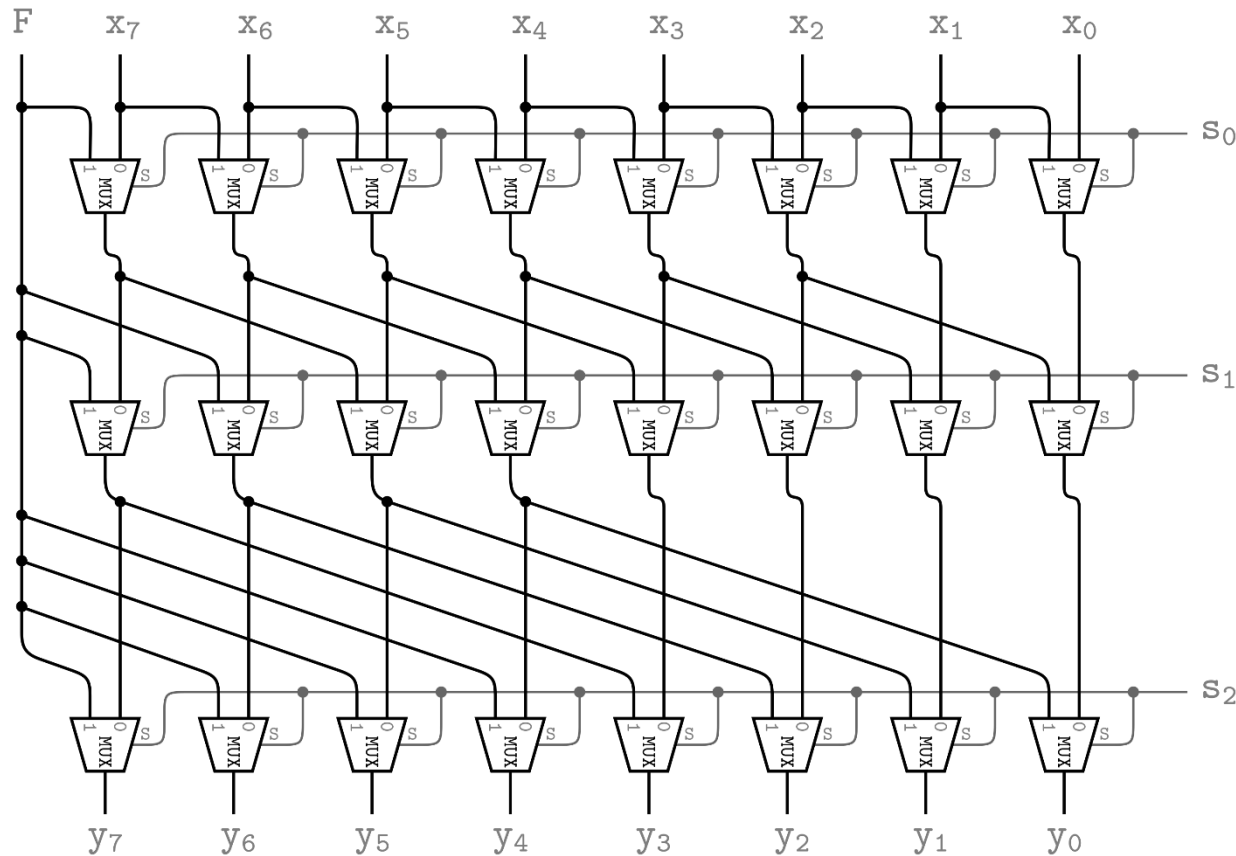 F x₇ x₆ x₅ x₄ x₃ x₂ x₁ x₀
s₀
1 0 S 1 0 S 1 0 S 1 0 S 1 0 S 1 0 S 1 0 S 1 0 S
MUX MUX MUX MUX MUX MUX MUX MUX
s₁
1 0 S 1 0 S 1 0 S 1 0 S 1 0 S 1 0 S 1 0 S 1 0 S
MUX MUX MUX MUX MUX MUX MUX MUX
s₂
1 0 S 1 0 S 1 0 S 1 0 S 1 0 S 1 0 S 1 0 S 1 0 S
MUX MUX MUX MUX MUX MUX MUX MUX
y₇ y₆ y₅ y₄ y₃ y₂ y₁ y₀